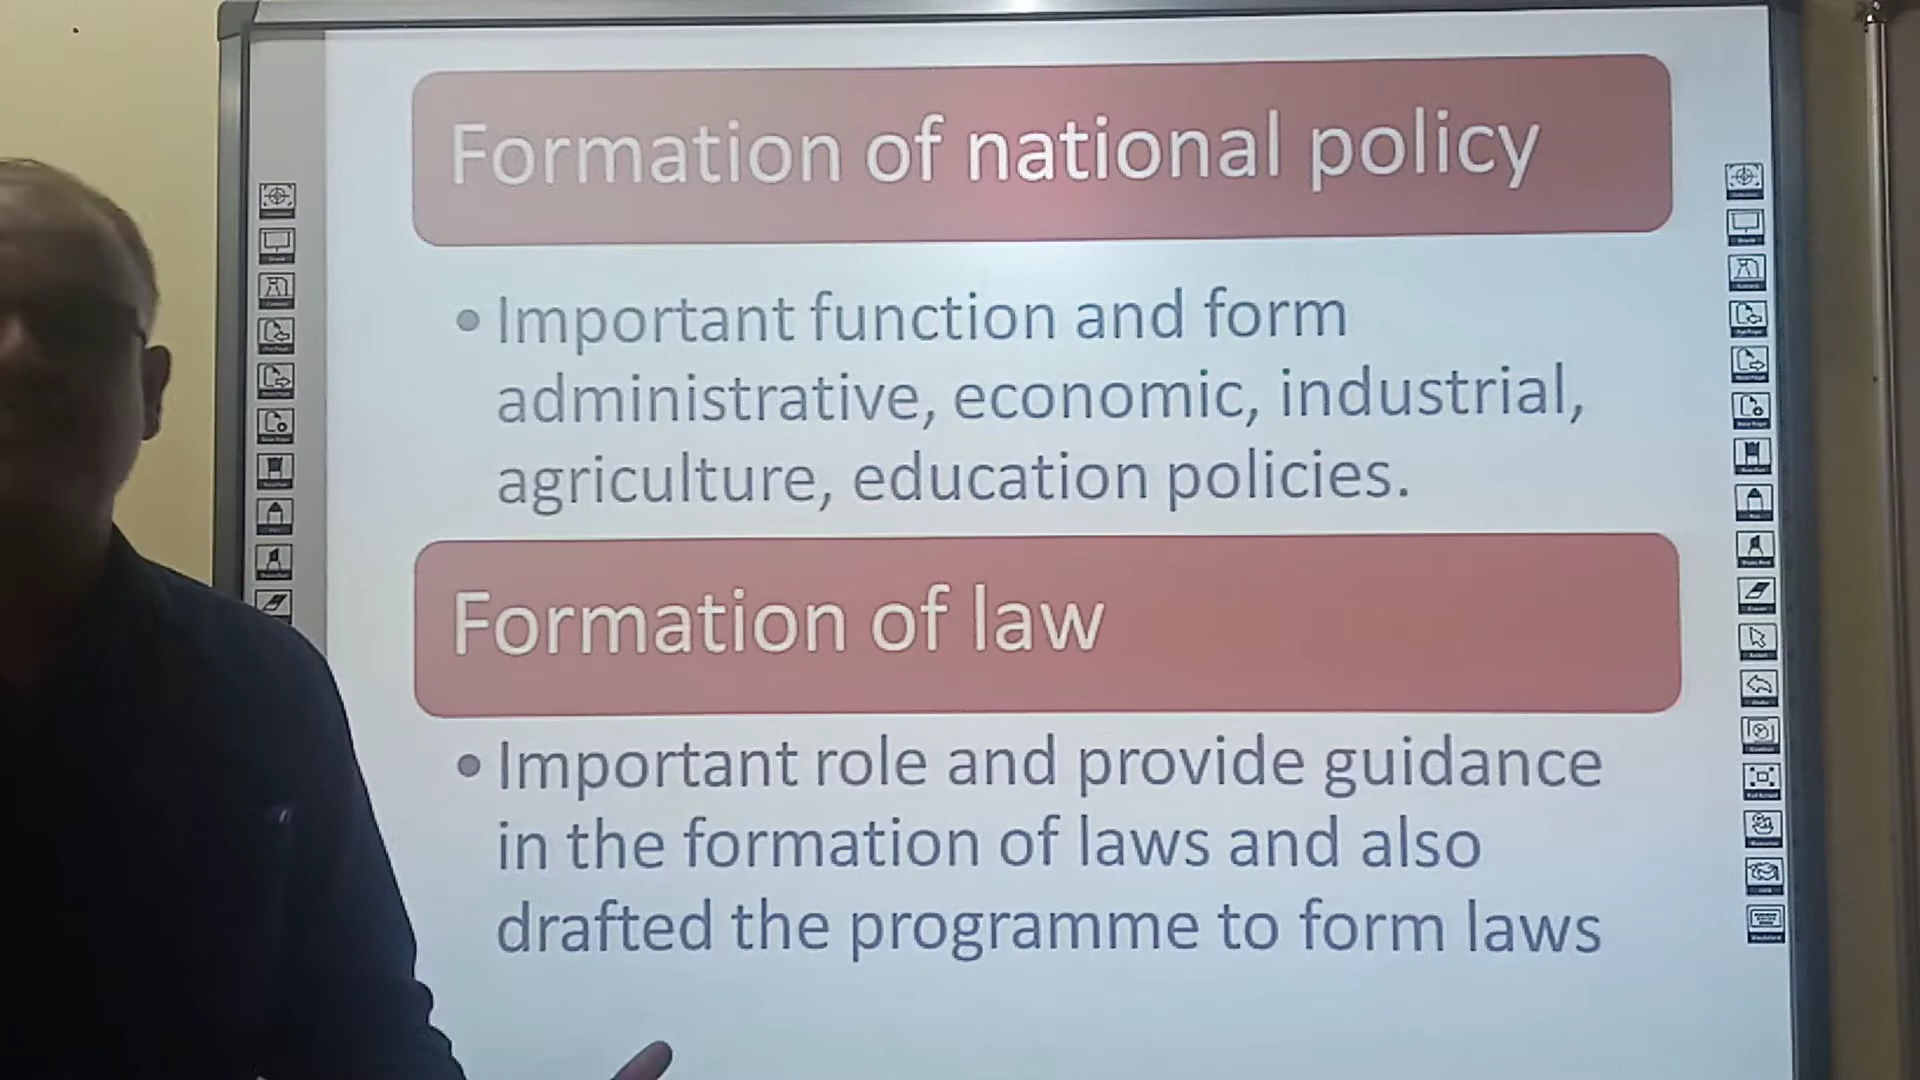 Formation of national policy
• Important function and form
administrative, economic, industrial,
agriculture, education policies.
Formation of law
• Important role and provide guidance
in the formation of laws and also
drafted the programme to form laws